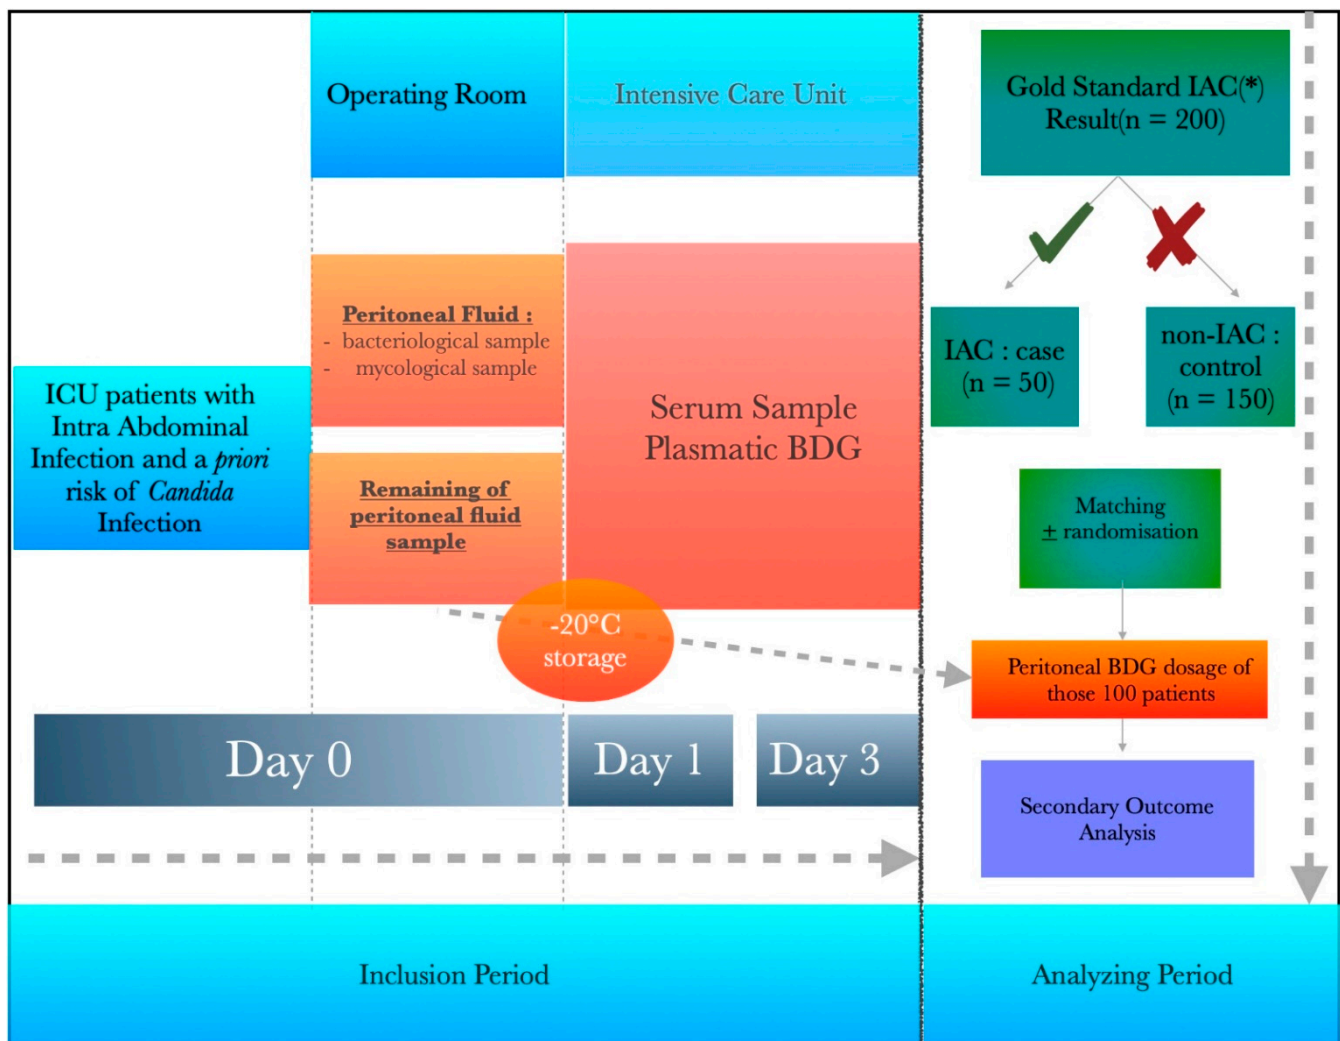 Operating Room
Intensive Care Unit
Gold Standard IAC(*)
Result(n = 200)
Peritoneal Fluid :
- bacteriological sample
- mycological sample
ICU patients with
Intra Abdominal
Infection and a priori
risk of Candida
Infection
Remaining of
peritoneal fluid
sample
Serum Sample
Plasmatic BDG
IAC : case
(n = 50)
non-IAC :
control
(n = 150)
Matching
± randomisation
-20°C
storage
Peritoneal BDG dosage of
those 100 patients
Day 0
Day 1
Day 3
Secondary Outcome
Analysis
Inclusion Period
Analyzing Period